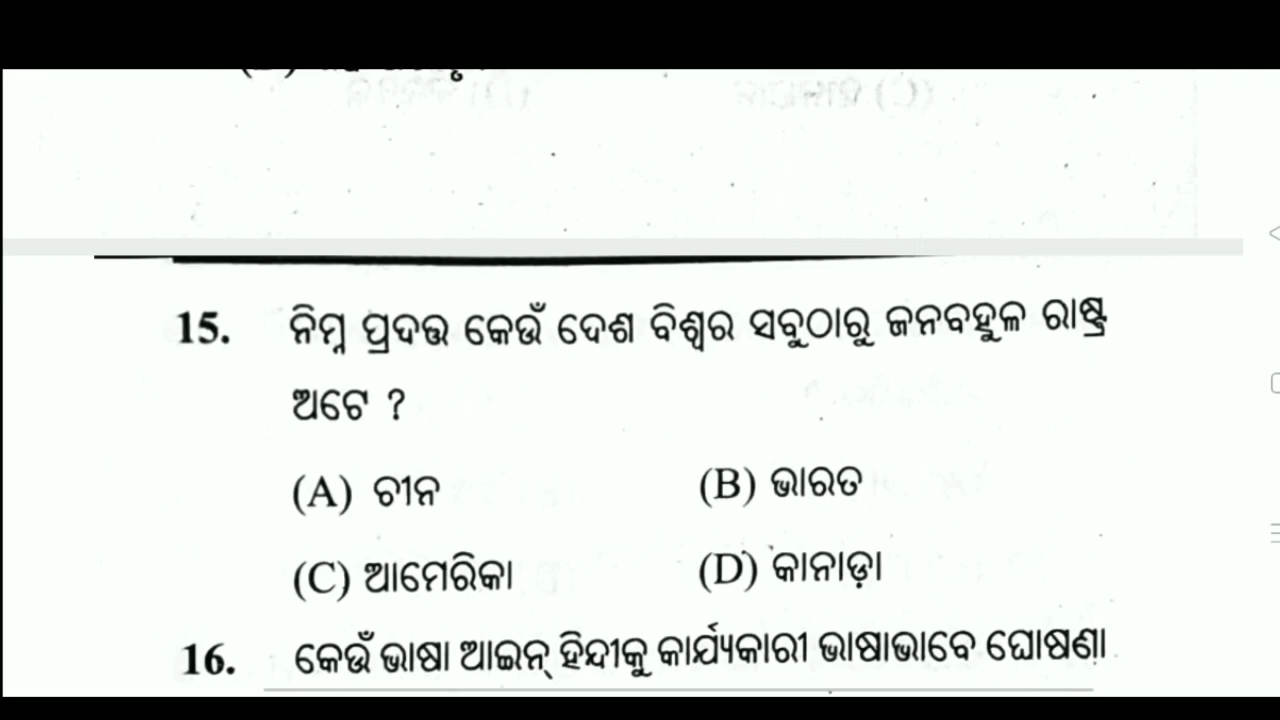 15. ନିମ୍ନ ପ୍ରଦତ୍ତ କେଉଁ ଦେଶ ବିଶ୍ୱର ସବୁଠାରୁ ଜନବହୁଳ ରାଷ୍ଟ୍ର
ଅଟେ ?
(A) ଚୀନ (B) ଭାରତ
(C) ଆମେରିକା (D) କାନାଡ଼ା
16. କେଉଁ ଭାଷା ଆଇନ୍ ହିନ୍ଦୀକୁ କାର୍ଯ୍ୟକାରୀ ଭାଷାଭାବେ ଘୋଷଣା